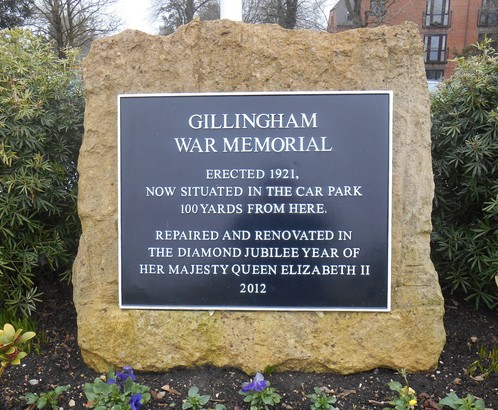 GILLINGHAM
WAR MEMORIAL
ERECTED 1921,
NOW SITUATED IN THE CAR PARK
100 YARDS FROM HERE.
REPAIRED AND RENOVATED IN
THE DIAMOND JUBILEE YEAR OF
HER MAJESTY QUEEN ELIZABETH II
2012